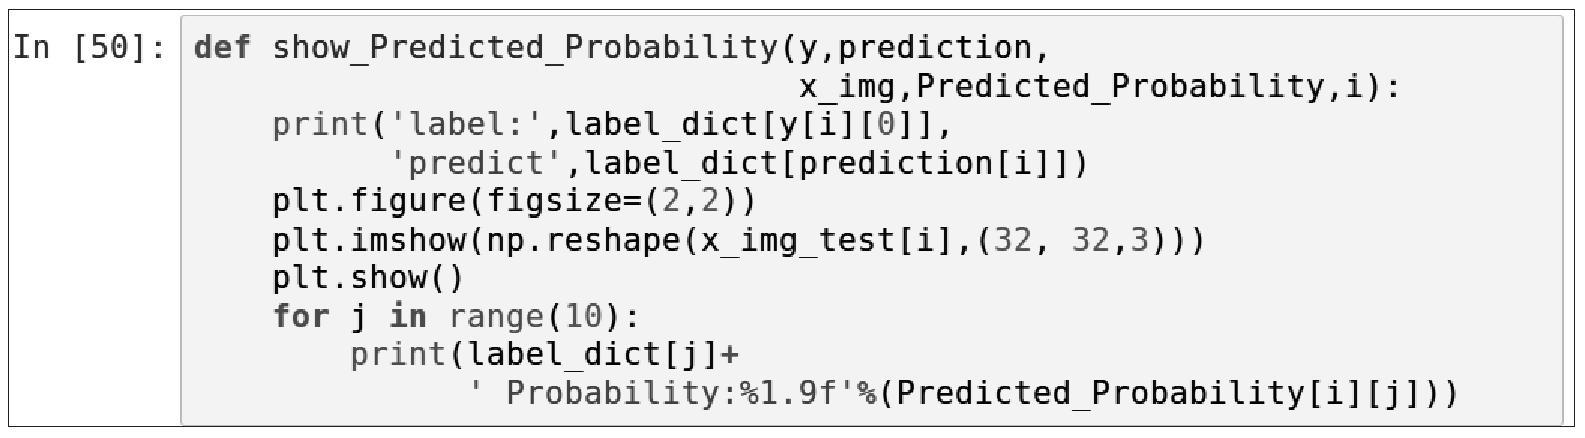 In [50]: def show_Predicted_Probability(y,prediction,
                               x_img,Predicted_Probability,i):
    print('label:',label_dict[y[i][0]],
          'predict',label_dict[prediction[i]])
    plt.figure(figsize=(2,2))
    plt.imshow(np.reshape(x_img_test[i],(32, 32,3)))
    plt.show()
    for j in range(10):
        print(label_dict[j]+
              ' Probability:%1.9f'%(Predicted_Probability[i][j]))